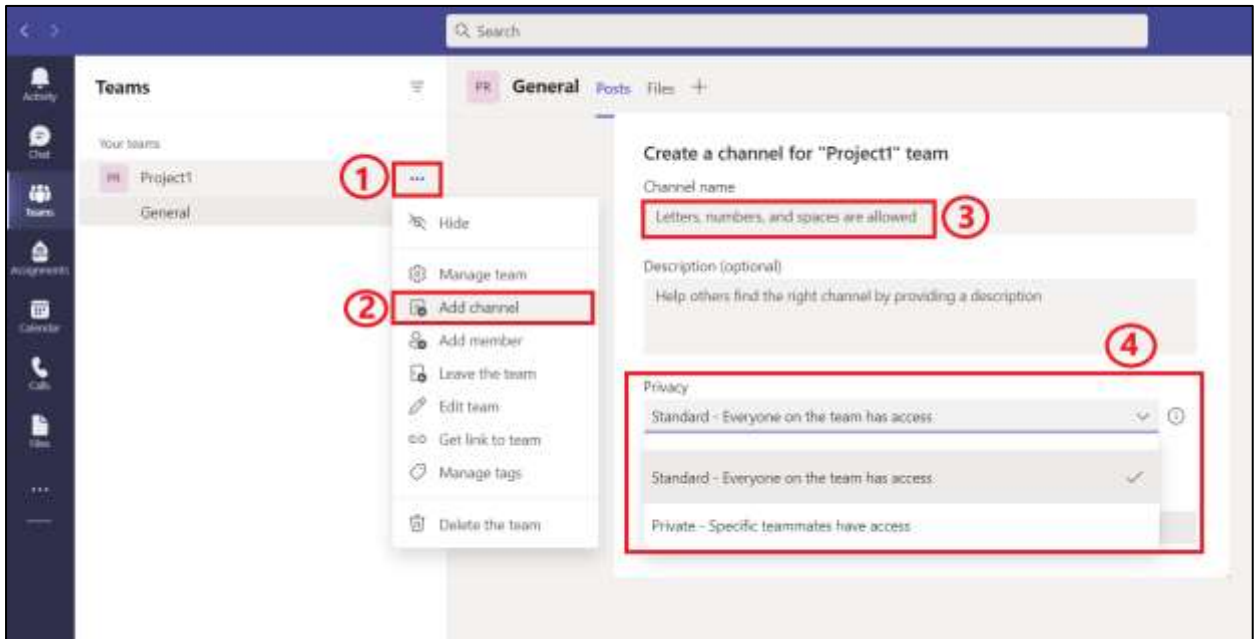 Search
Activity
Chat
Teams
Assignments
Calendar
Calls
Files
Teams
Your teams
PR Project1
General
1
...
Hide
Manage team
2
Add channel
Add member
Leave the team
Edit team
Get link to team
Manage tags
Delete the team
PR General Posts Files +
Create a channel for "Project1" team
Channel name
Letters, numbers, and spaces are allowed
3
Description (optional)
Help others find the right channel by providing a description
4
Privacy
Standard - Everyone on the team has access
Standard - Everyone on the team has access
Private - Specific teammates have access